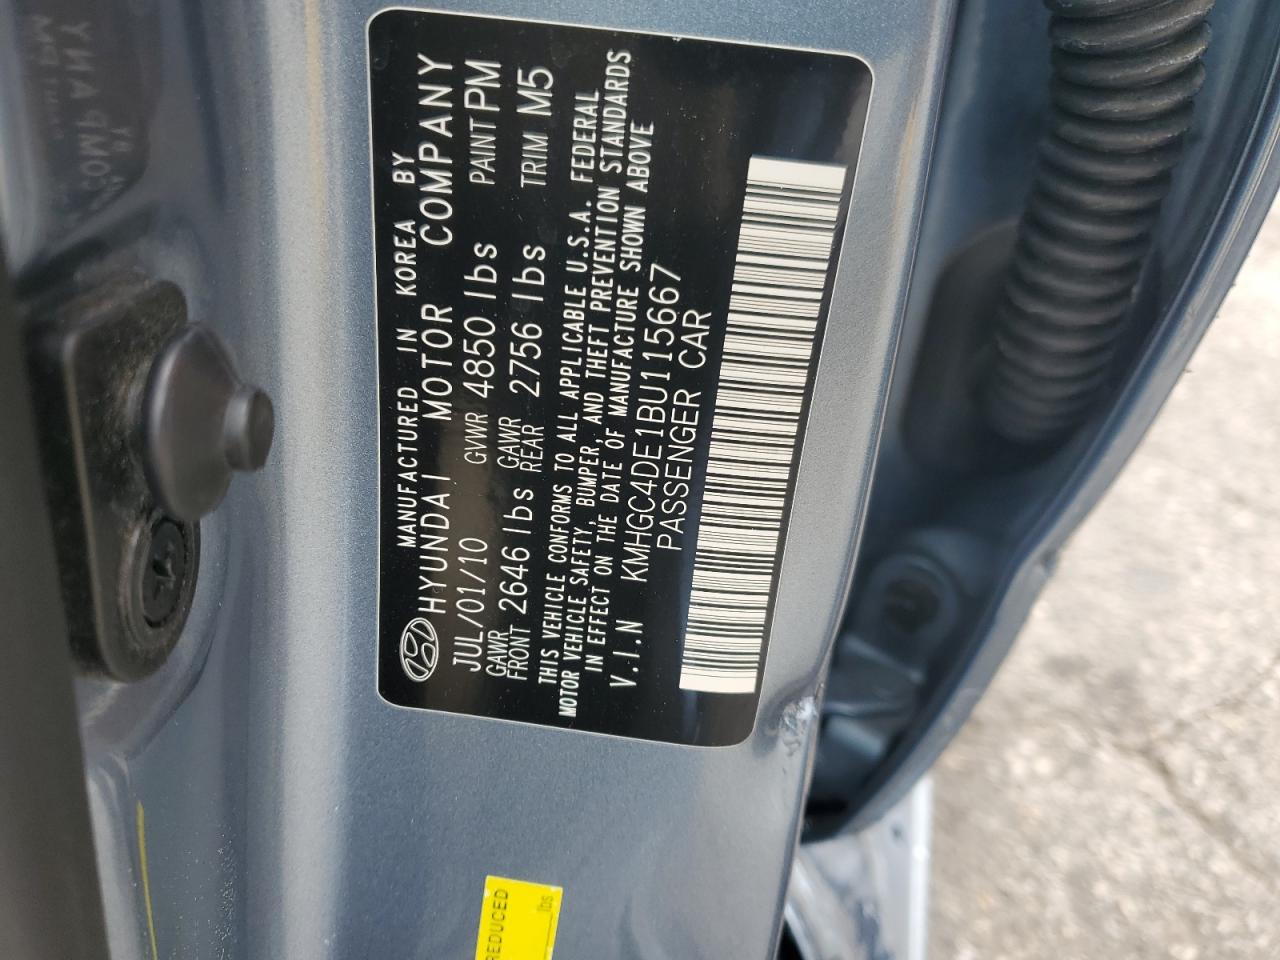 MANUFACTURED IN KOREA BY
HYUNDAI MOTOR COMPANY
JUL/01/10 GVWR 4850 lbs PAINT PM
GAWR FRONT 2646 lbs GAWR REAR 2756 lbs TRIM M5
THIS VEHICLE CONFORMS TO ALL APPLICABLE U.S.A. FEDERAL
MOTOR VEHICLE SAFETY, BUMPER, AND THEFT PREVENTION STANDARDS
IN EFFECT ON THE DATE OF MANUFACTURE SHOWN ABOVE
V.I.N KMHGC4DE1BU115667
PASSENGER CAR
REDUCED
lbs